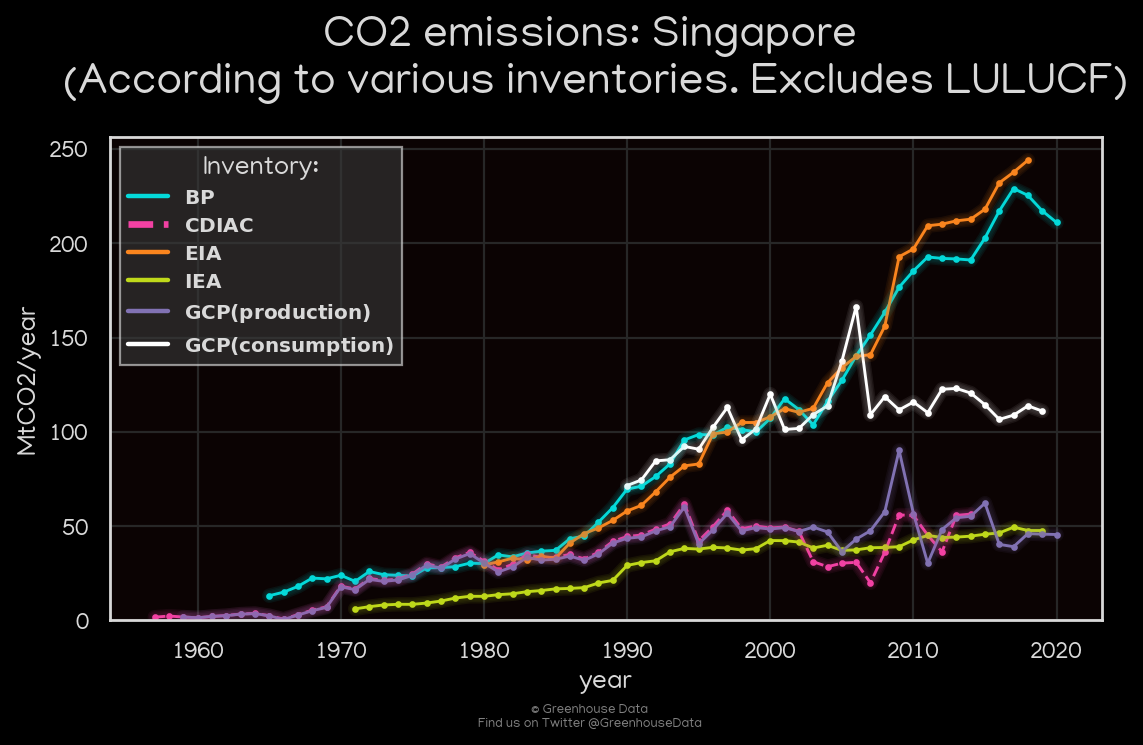 CO2 emissions: Singapore
(According to various inventories. Excludes LULUCF)
Inventory:
BP
CDIAC
EIA
IEA
GCP(production)
GCP(consumption)
MtCO2/year
250
200
150
100
50
0
1960 1970 1980 1990 2000 2010 2020
year
© Greenhouse Data
Find us on Twitter @GreenhouseData